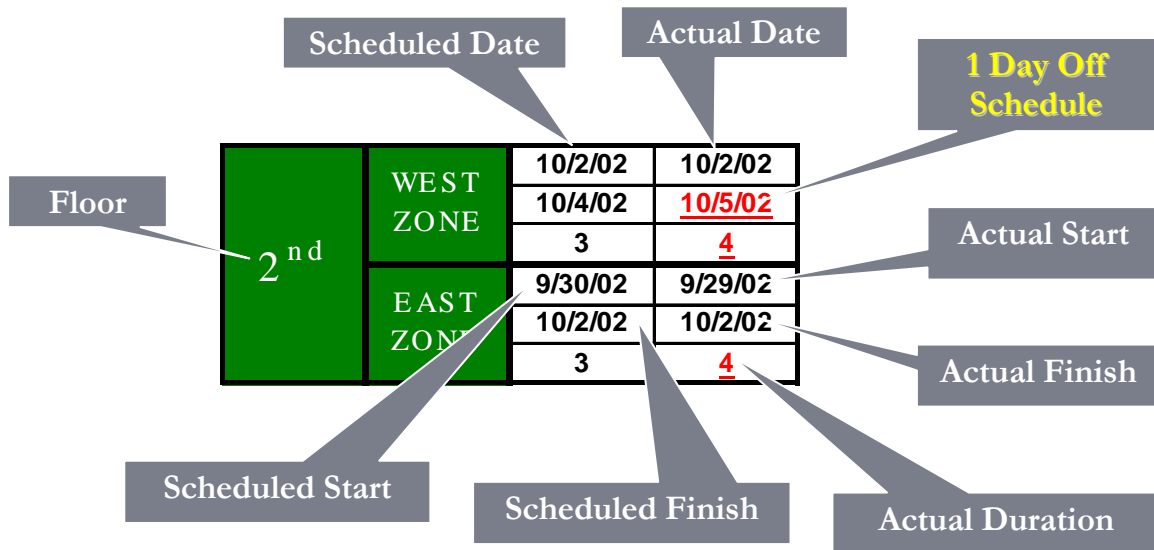 Scheduled Date
Actual Date
1 Day Off
Schedule
Floor
2nd
WEST
ZONE
10/2/02 10/2/02
10/4/02 10/5/02
3 4
Actual Start
EAST
ZONE
9/30/02 9/29/02
10/2/02 10/2/02
3 4
Actual Finish
Scheduled Start
Scheduled Finish
Actual Duration